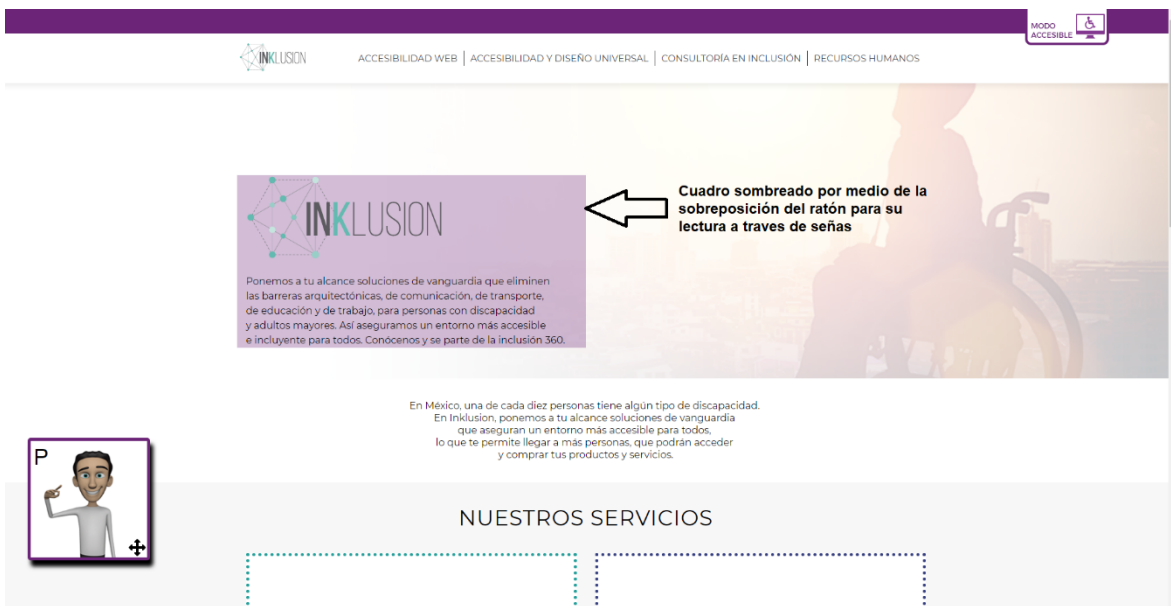 MODO
ACCESIBLE
INKLUSION
ACCESIBILIDAD WEB | ACCESIBILIDAD Y DISEÑO UNIVERSAL | CONSULTORÍA EN INCLUSIÓN | RECURSOS HUMANOS
INKLUSION
Cuadro sombreado por medio de la
sobreposición del ratón para su
lectura a traves de señas
Ponemos a tu alcance soluciones de vanguardia que eliminen
las barreras arquitectónicas, de comunicación, de transporte,
de educación y de trabajo, para personas con discapacidad
y adultos mayores. Así aseguramos un entorno más accesible
e incluyente para todos. Conócenos y se parte de la inclusión 360.
En México, una de cada diez personas tiene algún tipo de discapacidad.
En Inklusion, ponemos a tu alcance soluciones de vanguardia
que aseguran un entorno más accesible para todos,
lo que te permite llegar a más personas, que podrán acceder
y comprar tus productos y servicios.
P
NUESTROS SERVICIOS